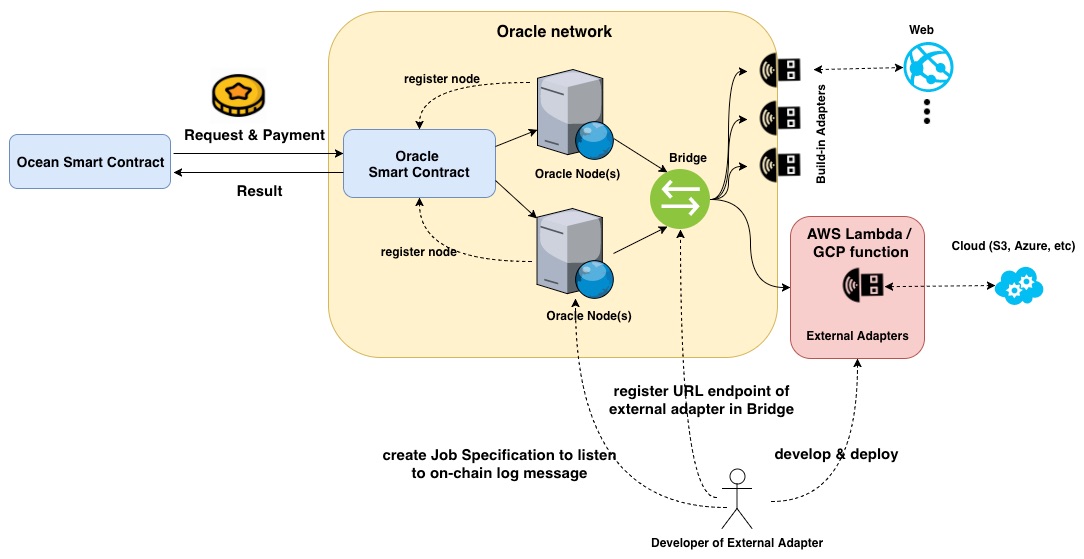 Oracle network
Web
register node
Request & Payment
Build-in Adapters
Ocean Smart Contract
Oracle
Smart Contract
Oracle Node(s)
Bridge
Result
AWS Lambda /
GCP function
Cloud (S3, Azure, etc)
register node
Oracle Node(s)
External Adapters
register URL endpoint of
external adapter in Bridge
create Job Specification to listen
to on-chain log message
develop & deploy
Developer of External Adapter